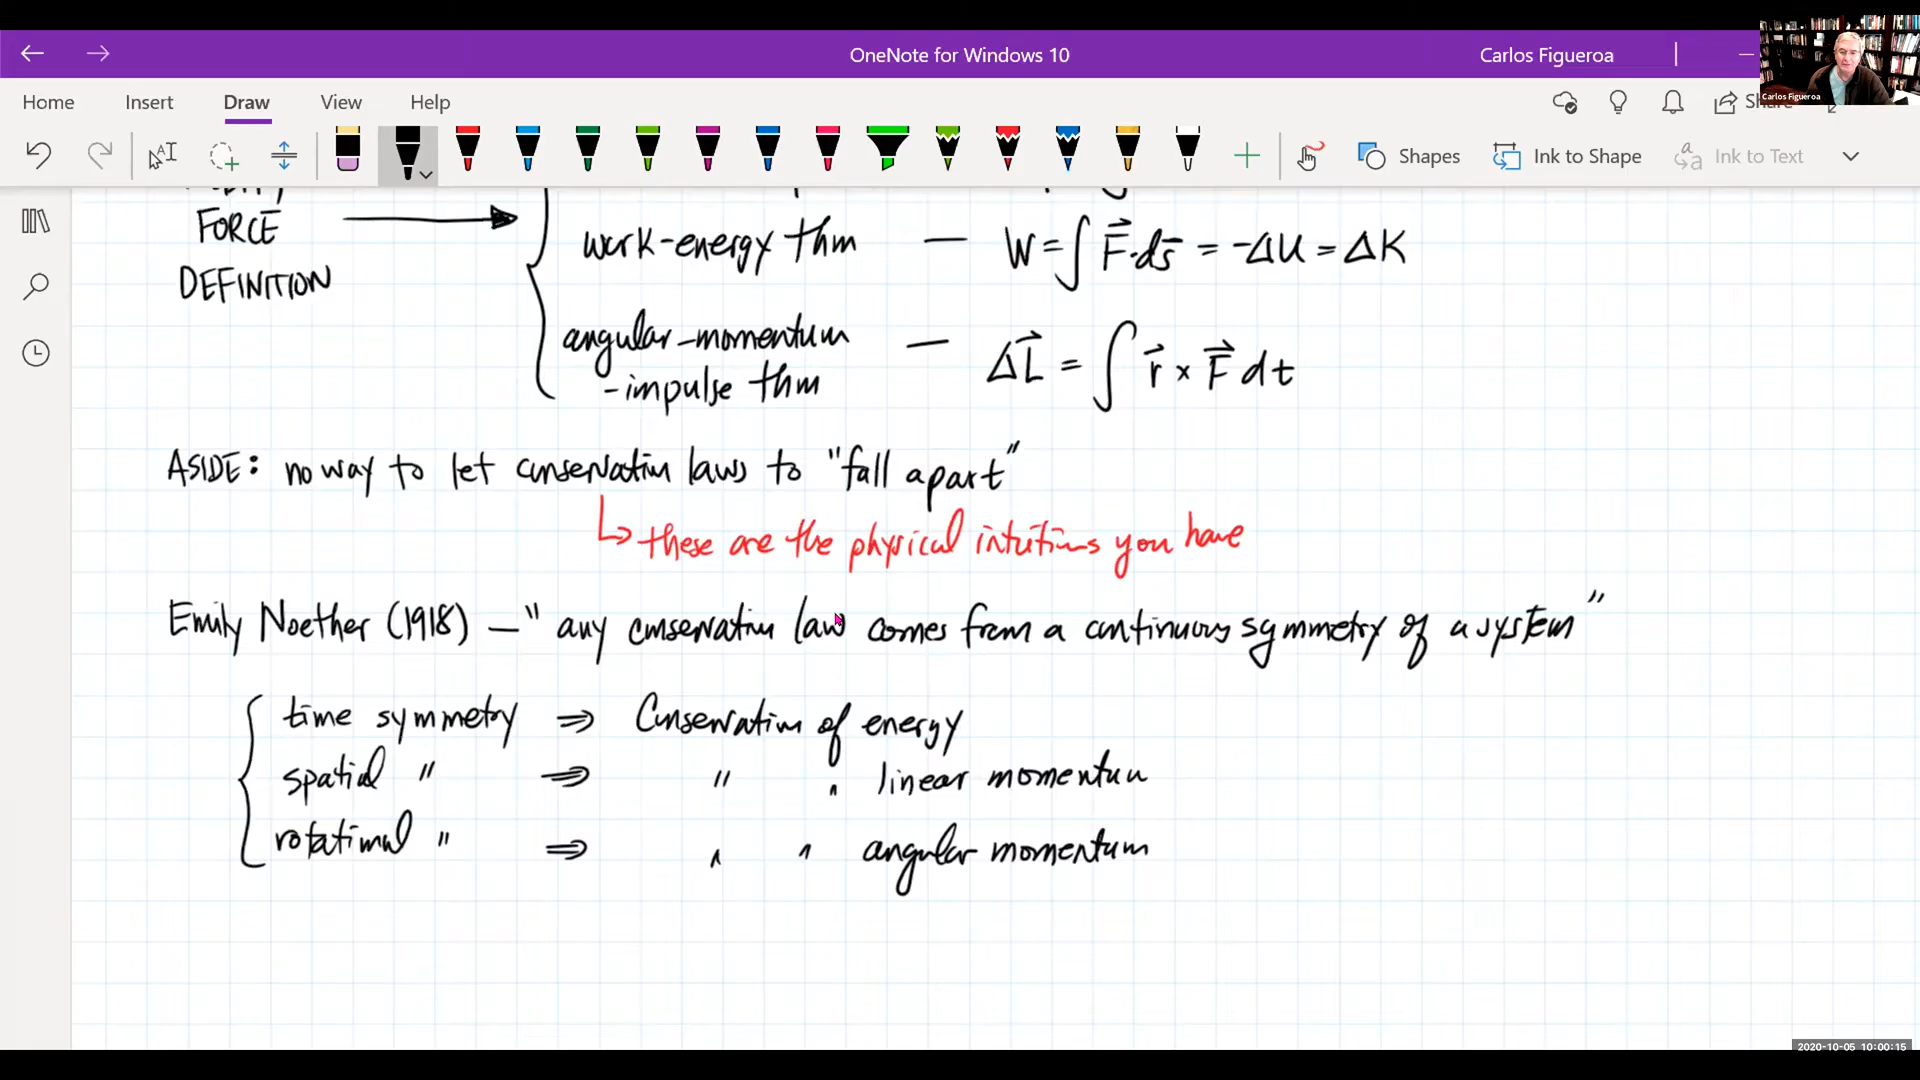 OneNote for Windows 10
Carlos Figueroa
Home Insert Draw View Help
Share
Carlos Figueroa
Shapes Ink to Shape Ink to Text
FORCE
DEFINITION
work-energy thm — W = ∫ F⃗·ds⃗ = -ΔU = ΔK
angular-momentum
-impulse thm — ΔL⃗ = ∫ r⃗ × F⃗ dt
ASIDE: no way to let conservation laws to "fall apart"
↳ these are the physical intuitions you have
Emily Noether (1918) — "any conservation law comes from a continuous symmetry of a system"
time symmetry ⇒ Conservation of energy
spatial " ⇒ " " linear momentum
rotational " ⇒ " " angular momentum
2020-10-05 10:00:15